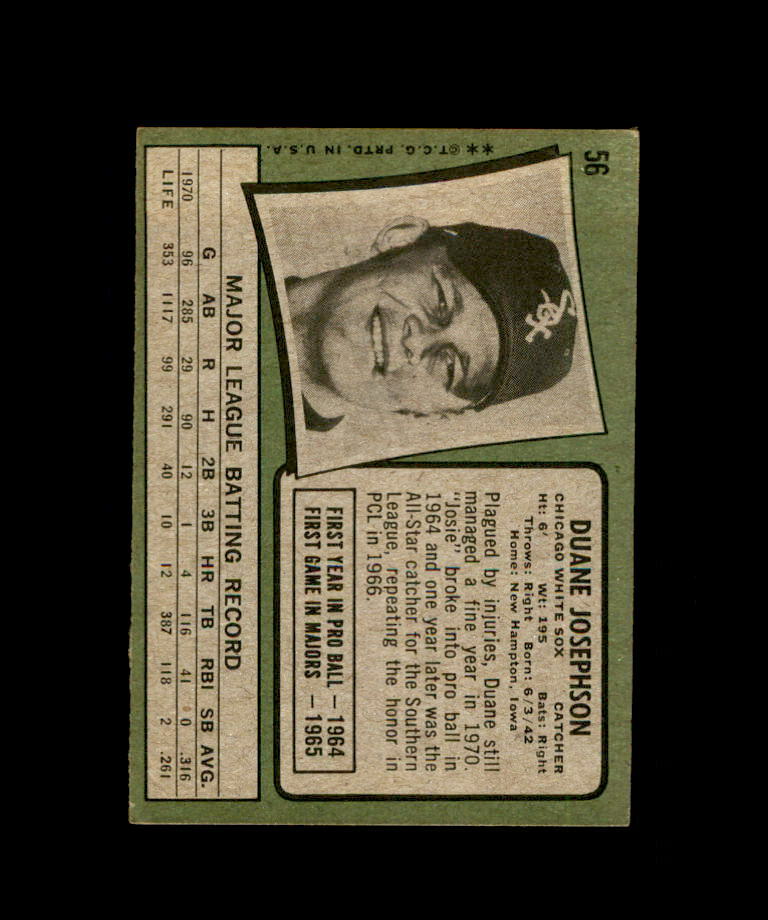 56
**©T.C.G. PRTD. IN U.S.A.
DUANE JOSEPHSON
CHICAGO WHITE SOX CATCHER
Ht: 6' Wt: 195 Bats: Right
Throws: Right Born: 6/3/42
Home: New Hampton, Iowa
Plagued by injuries, Duane still
managed a fine year in 1970.
"Josie" broke into pro ball in
1964 and one year later was the
All-Star catcher for the Southern
League, repeating the honor in
PCL in 1966.
FIRST YEAR IN PRO BALL — 1964
FIRST GAME IN MAJORS — 1965
MAJOR LEAGUE BATTING RECORD
G AB R H 2B 3B HR TB RBI SB AVG.
1970 96 285 29 90 12 1 4 116 41 0 .316
LIFE 353 1117 99 291 40 10 12 387 118 2 .261